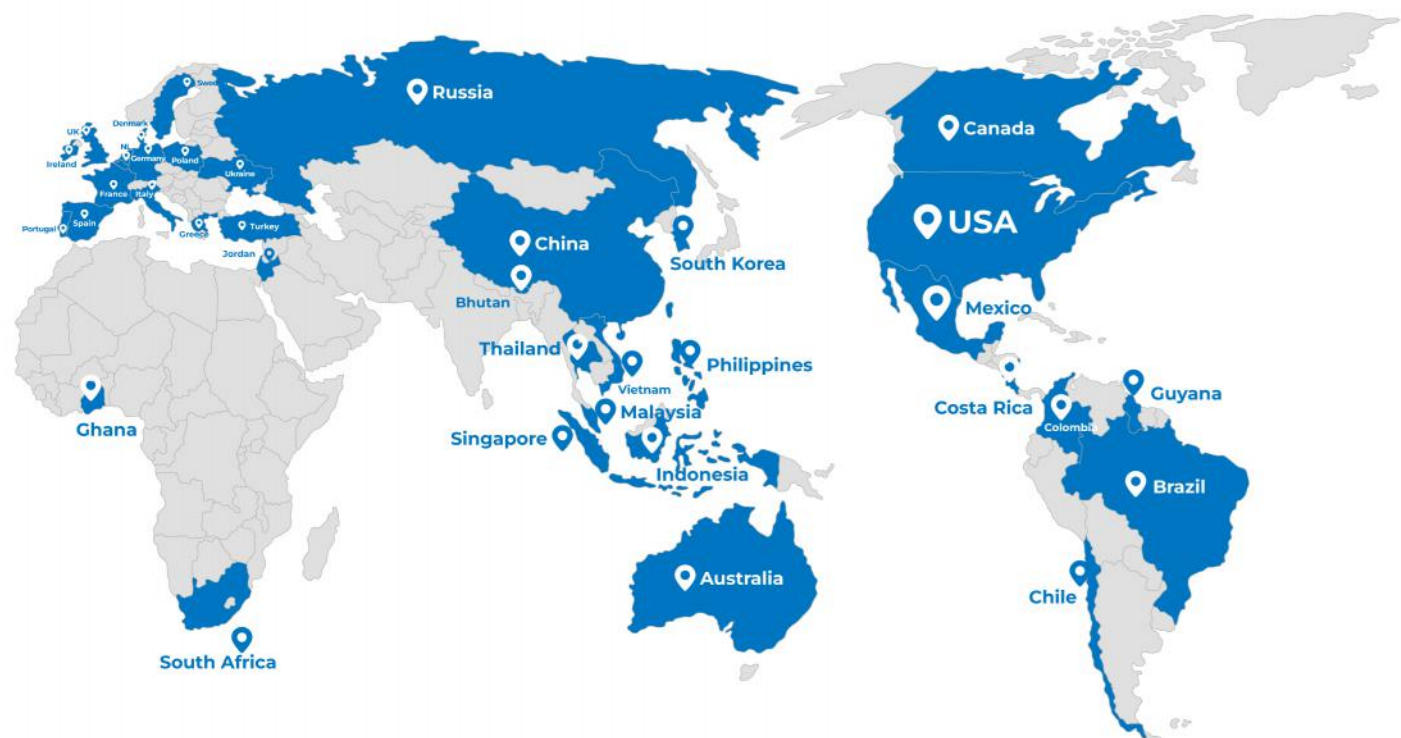 Swed
Russia
UK
Denmark
NL
Germany
Poland
Ireland
Ukraine
France
Italy
Portugal
Spain
Greece
Turkey
Jordan
China
South Korea
Bhutan
Thailand
Vietnam
Philippines
Malaysia
Singapore
Indonesia
Ghana
Australia
South Africa
Canada
USA
Mexico
Costa Rica
Guyana
Colombia
Brazil
Chile